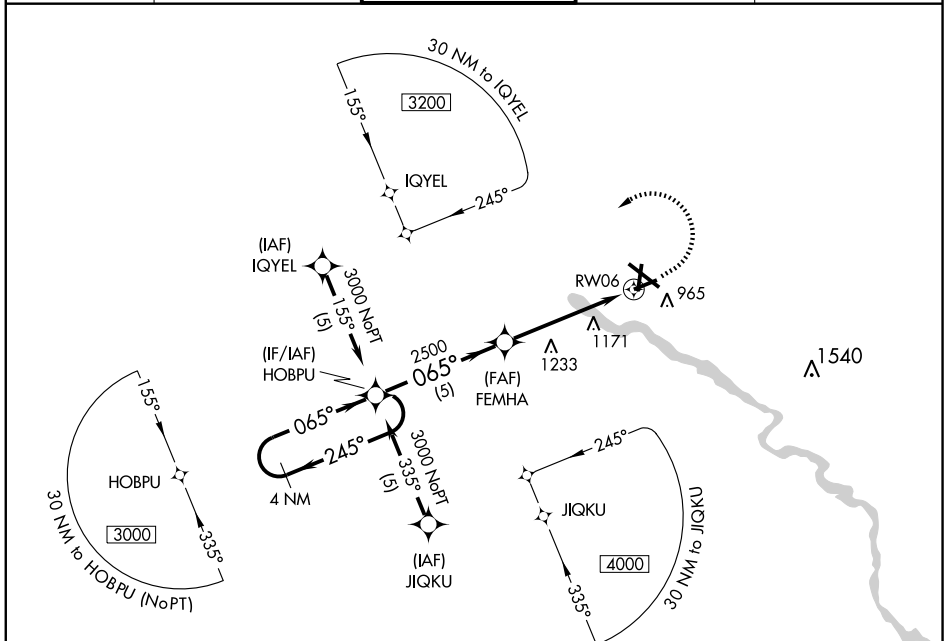 30 NM to IQYEL
155°
3200
IQYEL
245°
(IAF)
IQYEL
3000 NoPT
155°
(5)
RW06
965
(IF/IAF)
HOBPU
2500
065°
(5)
(FAF)
FEMHA
1233
1171
1540
065°
245°
4 NM
3000 NoPT
335°
(5)
(IAF)
JIQKU
155°
HOBPU
3000
335°
30 NM to HOBPU (NoPT)
245°
JIQKU
4000
335°
30 NM to JIQKU